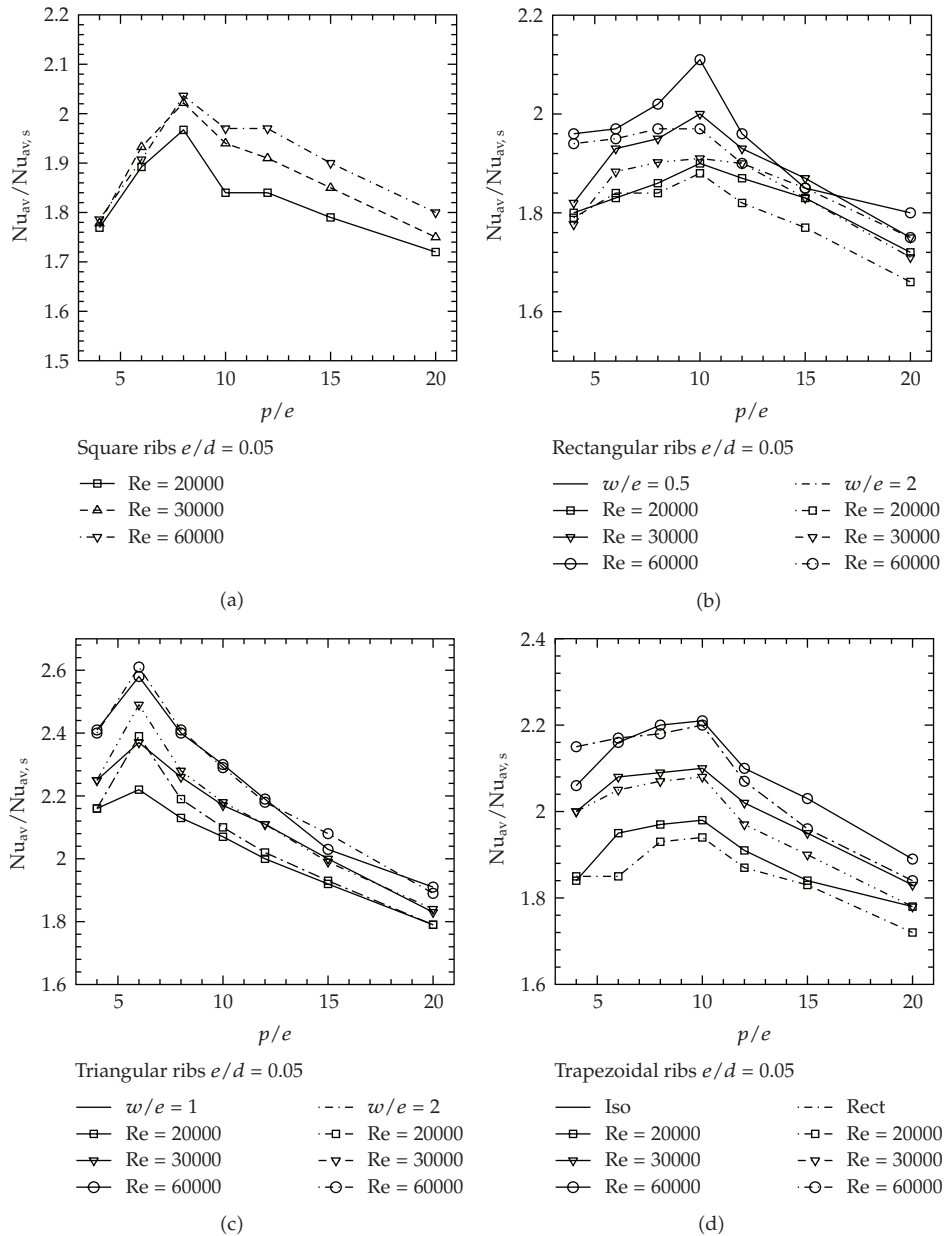 2.2
2.1
2
1.9
1.8
1.7
1.6
1.5
5 10 15 20
Nu_av/Nu_av, s
p/e
Square ribs e/d = 0.05
Re = 20000
Re = 30000
Re = 60000
(a)
2.2
2
1.8
1.6
5 10 15 20
Nu_av/Nu_av, s
p/e
Rectangular ribs e/d = 0.05
w/e = 0.5 w/e = 2
Re = 20000 Re = 20000
Re = 30000 Re = 30000
Re = 60000 Re = 60000
(b)
2.6
2.4
2.2
2
1.8
1.6
5 10 15 20
Nu_av/Nu_av, s
p/e
Triangular ribs e/d = 0.05
w/e = 1 w/e = 2
Re = 20000 Re = 20000
Re = 30000 Re = 30000
Re = 60000 Re = 60000
(c)
2.4
2.2
2
1.8
1.6
5 10 15 20
Nu_av/Nu_av, s
p/e
Trapezoidal ribs e/d = 0.05
Iso Rect
Re = 20000 Re = 20000
Re = 30000 Re = 30000
Re = 60000 Re = 60000
(d)